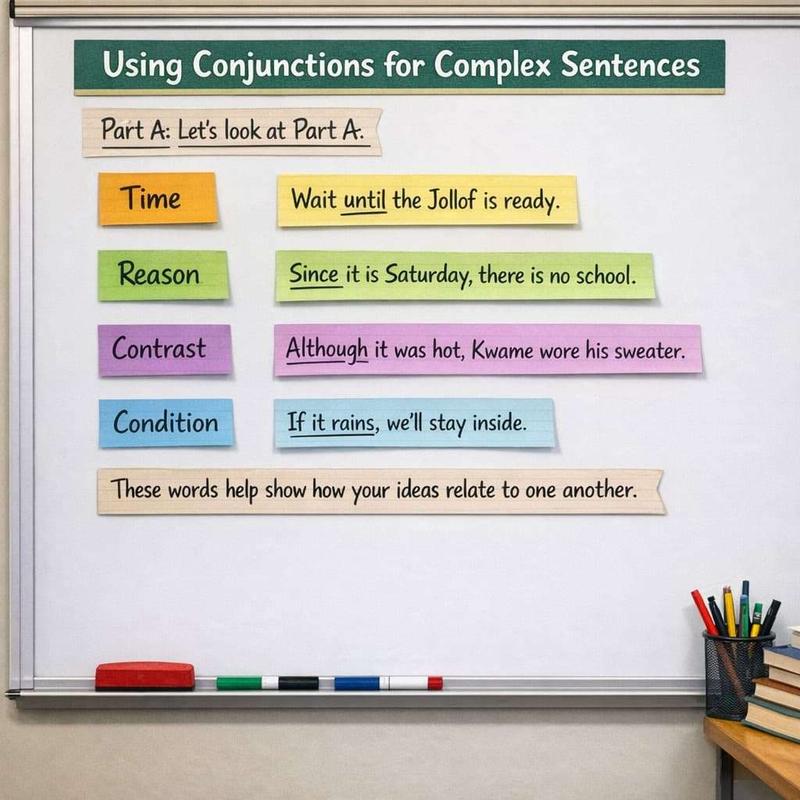 Using Conjunctions for Complex Sentences
Part A: Let's look at Part A.
Time
Wait until the Jollof is ready.
Reason
Since it is Saturday, there is no school.
Contrast
Although it was hot, Kwame wore his sweater.
Condition
If it rains, we'll stay inside.
These words help show how your ideas relate to one another.